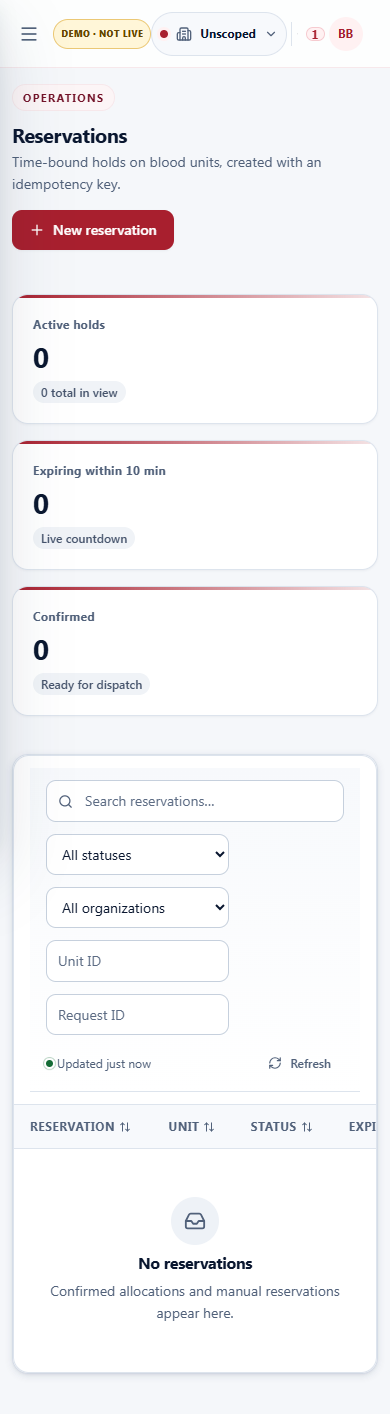 DEMO · NOT LIVE
Unscoped
1
BB
OPERATIONS
Reservations
Time-bound holds on blood units, created with an
idempotency key.
New reservation
Active holds
0
0 total in view
Expiring within 10 min
0
Live countdown
Confirmed
0
Ready for dispatch
Search reservations...
All statuses
All organizations
Unit ID
Request ID
Updated just now
Refresh
RESERVATION UNIT STATUS EXPI
No reservations
Confirmed allocations and manual reservations
appear here.